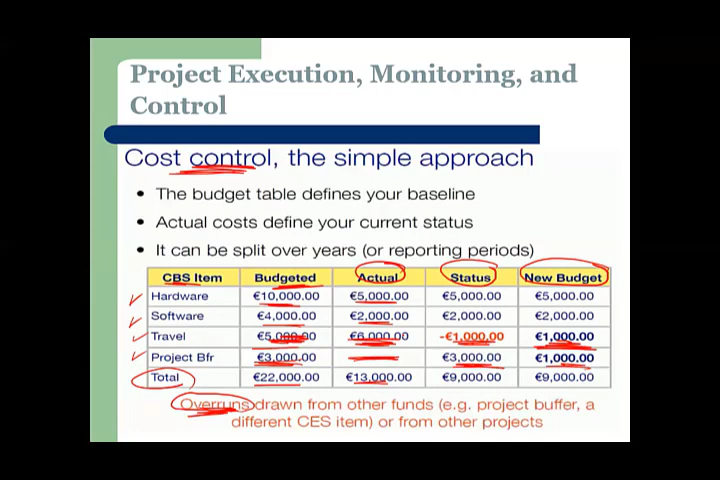 Project Execution, Monitoring, and
Control
Cost control, the simple approach
• The budget table defines your baseline
• Actual costs define your current status
• It can be split over years (or reporting periods)
CBS Item Budgeted Actual Status New Budget
Hardware €10,000.00 €5,000.00 €5,000.00 €5,000.00
Software €4,000.00 €2,000.00 €2,000.00 €2,000.00
Travel €5,000.00 €6,000.00 -€1,000.00 €1,000.00
Project Bfr €3,000.00 €3,000.00 €1,000.00
Total €22,000.00 €13,000.00 €9,000.00 €9,000.00
Overruns drawn from other funds (e.g. project buffer, a
different CES item) or from other projects